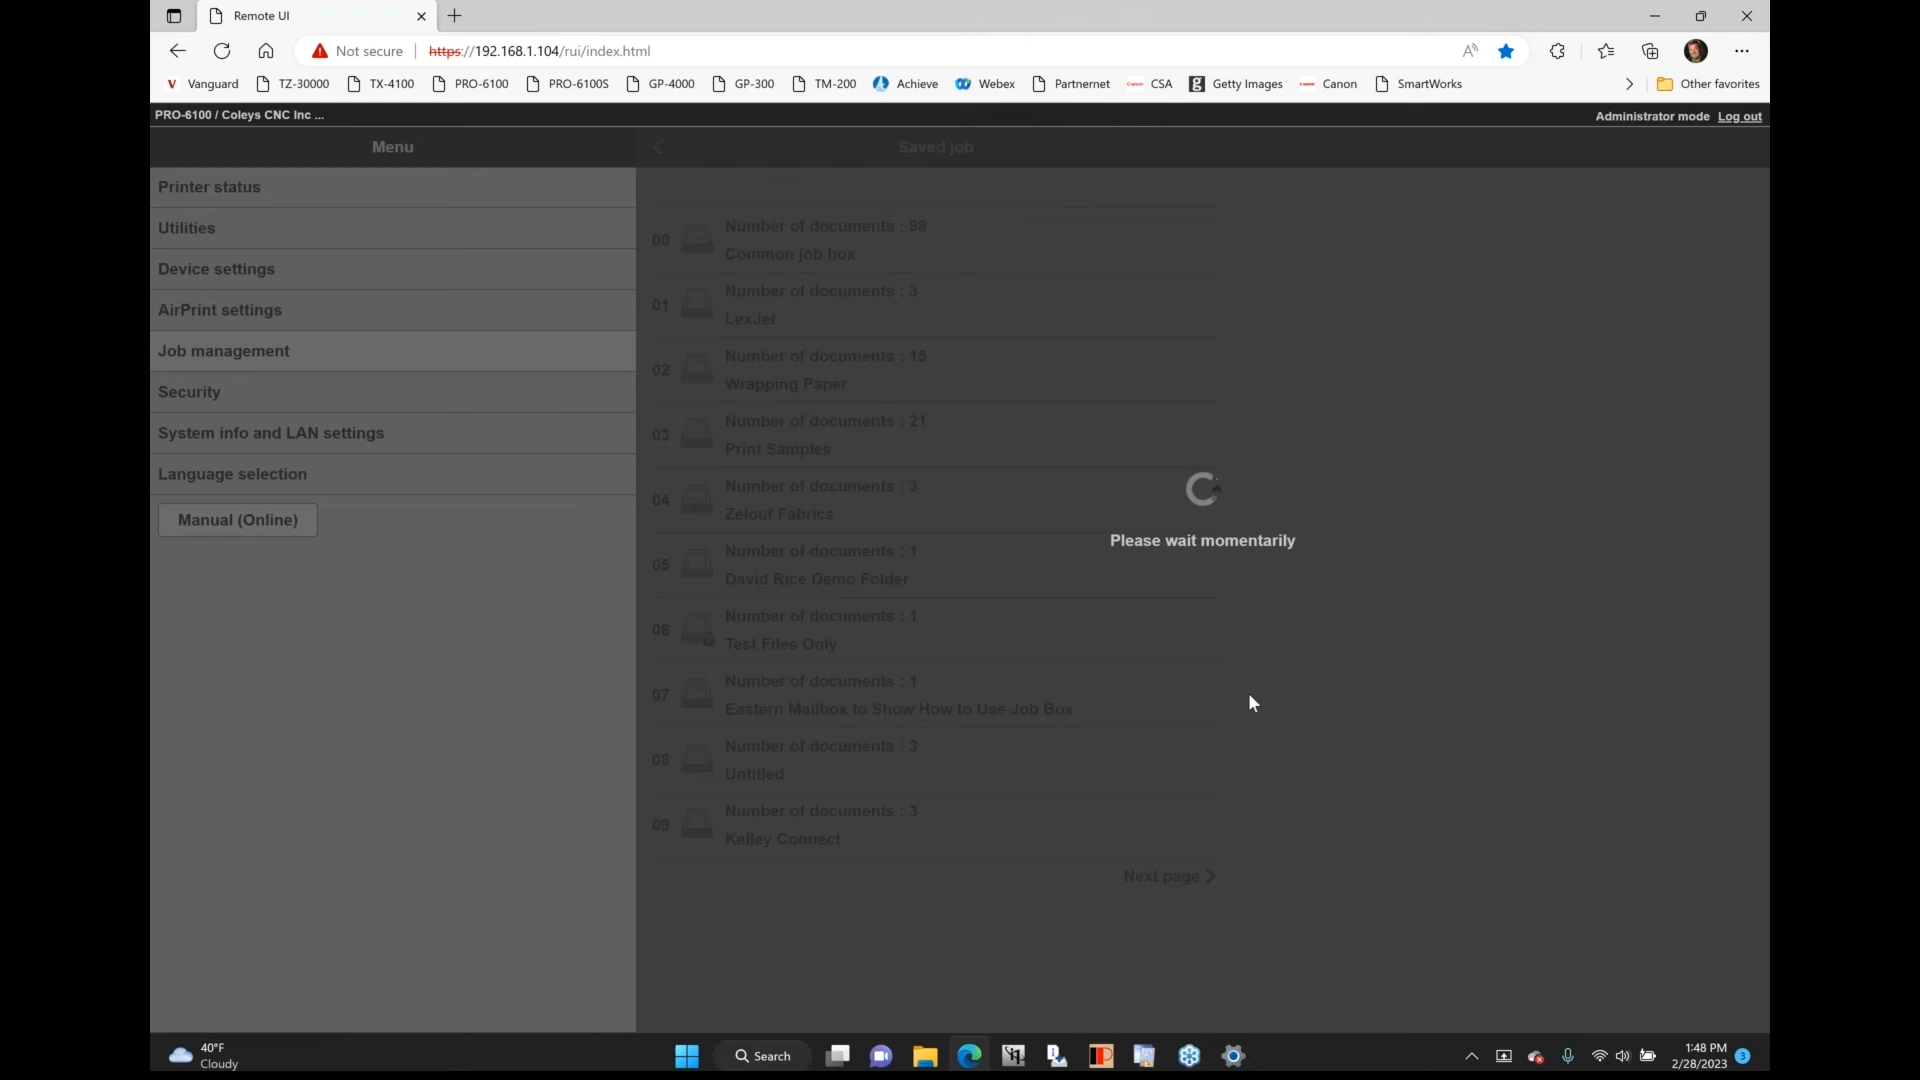 Remote UI
Not secure https://192.168.1.104/rui/index.html
Vanguard TZ-30000 TX-4100 PRO-6100 PRO-6100S GP-4000 GP-300 TM-200 Achieve Webex Partnernet CSA Getty Images Canon SmartWorks Other favorites
PRO-6100 / Coleys CNC Inc ... Administrator mode Log out
Menu
Saved job
Printer status
Utilities
Device settings
AirPrint settings
Job management
Security
System info and LAN settings
Language selection
Manual (Online)
00 Number of documents : 99
Common job box
01 Number of documents : 3
LexJet
02 Number of documents : 15
Wrapping Paper
03 Number of documents : 21
Print Samples
04 Number of documents : 3
Zelouf Fabrics
05 Number of documents : 1
David Rice Demo Folder
06 Number of documents : 1
Test Files Only
07 Number of documents : 1
Eastern Mailbox to Show How to Use Job Box
08 Number of documents : 3
Untitled
09 Number of documents : 3
Kelley Connect
Next page
Please wait momentarily
40°F
Cloudy
Search
1:48 PM
2/28/2023
3